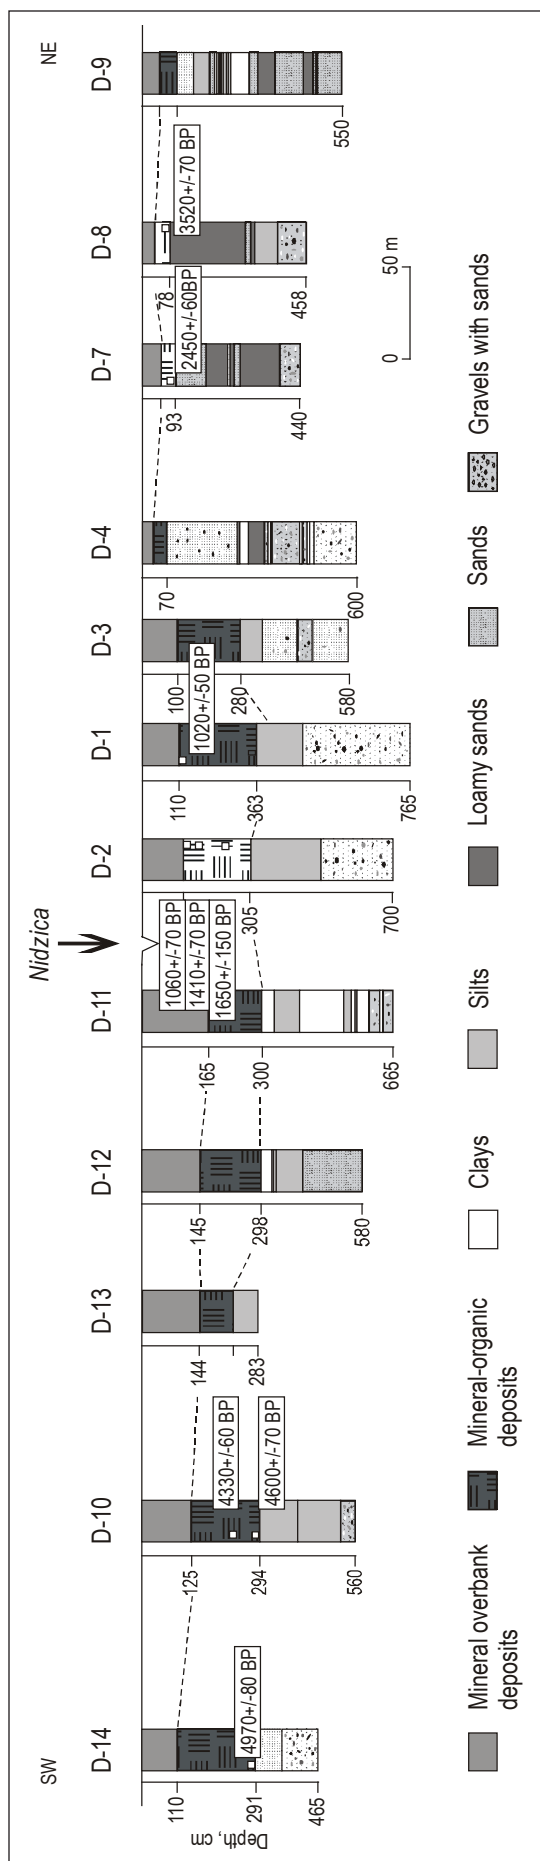 SW
NE
Nidzica
D-14
D-10
D-13
D-12
D-11
D-2
D-1
D-3
D-4
D-7
D-8
D-9
Depth, cm
110
291
465
4970+/-80 BP
125
294
560
4330+/-60 BP
4600+/-70 BP
144
283
145
298
580
165
300
665
1060+/-70 BP
1410+/-70 BP
1650+/-150 BP
305
700
110
363
765
1020+/-50 BP
100
280
580
70
600
93
440
2450+/-60BP
78
458
3520+/-70 BP
550
0
50 m
Mineral overbank
deposits
Mineral-organic
deposits
Clays
Silts
Loamy sands
Sands
Gravels with sands